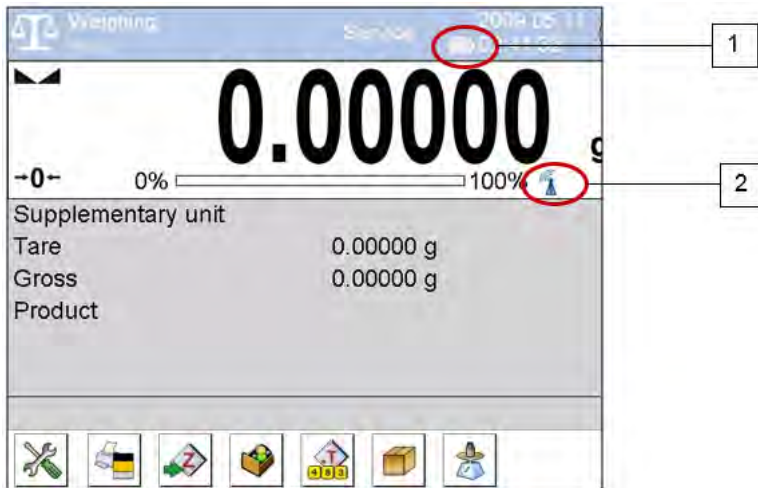 Weighing
Service
2009.05.11
1
0.00000 g
→0← 0% 100%
2
Supplementary unit
Tare 0.00000 g
Gross 0.00000 g
Product
Z
T